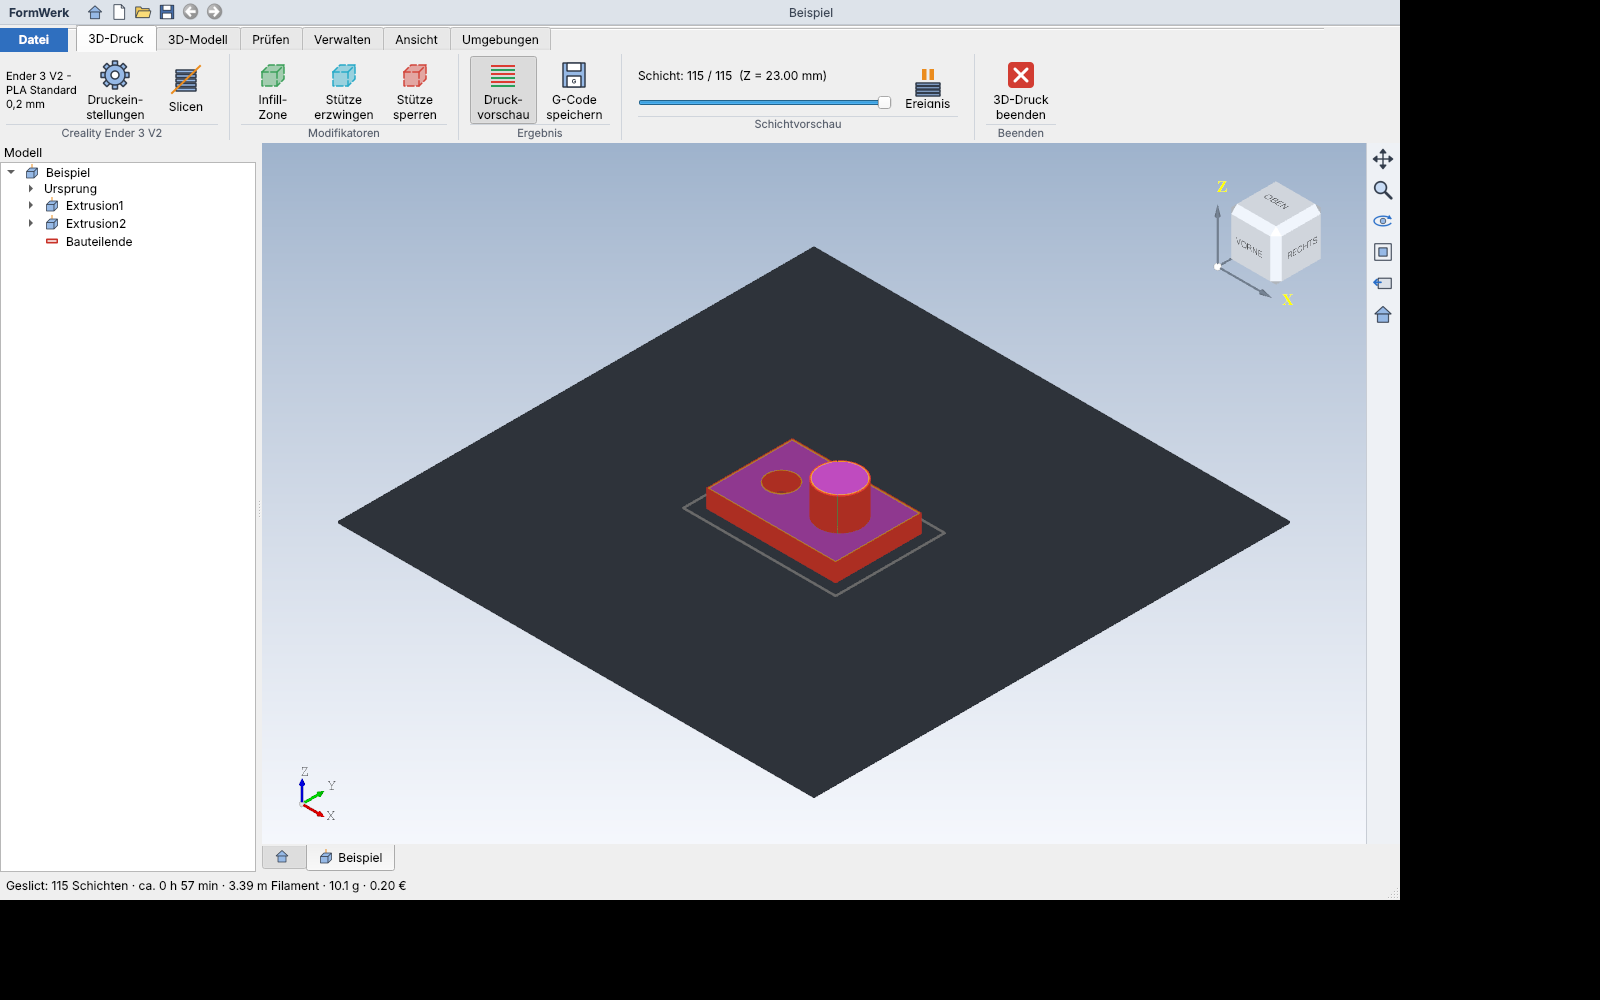 FormWerk
Beispiel
Datei
3D-Druck
3D-Modell
Prüfen
Verwalten
Ansicht
Umgebungen
Ender 3 V2 -
PLA Standard
0,2 mm
Druckein-
stellungen
Slicen
Creality Ender 3 V2
Infill-
Zone
Stütze
erzwingen
Stütze
sperren
Modifikatoren
Druck-
vorschau
G-Code
speichern
Ergebnis
Schicht: 115 / 115 (Z = 23.00 mm)
Ereignis
Schichtvorschau
3D-Druck
beenden
Beenden
Modell
Beispiel
Ursprung
Extrusion1
Extrusion2
Bauteilende
Z
OBEN
VORNE
RECHTS
X
Z
Y
X
Beispiel
Geslict: 115 Schichten · ca. 0 h 57 min · 3.39 m Filament · 10.1 g · 0.20 €